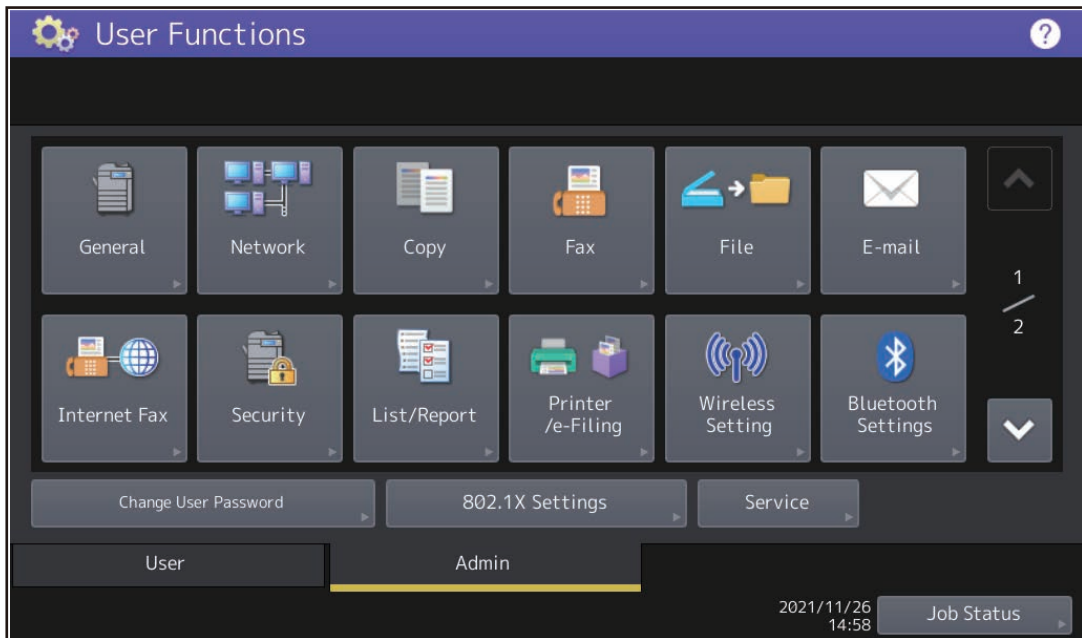 User Functions
?
General
Network
Copy
Fax
File
E-mail
1
2
Internet Fax
Security
List/Report
Printer
/e-Filing
Wireless
Setting
Bluetooth
Settings
Change User Password
802.1X Settings
Service
User
Admin
2021/11/26
14:58
Job Status